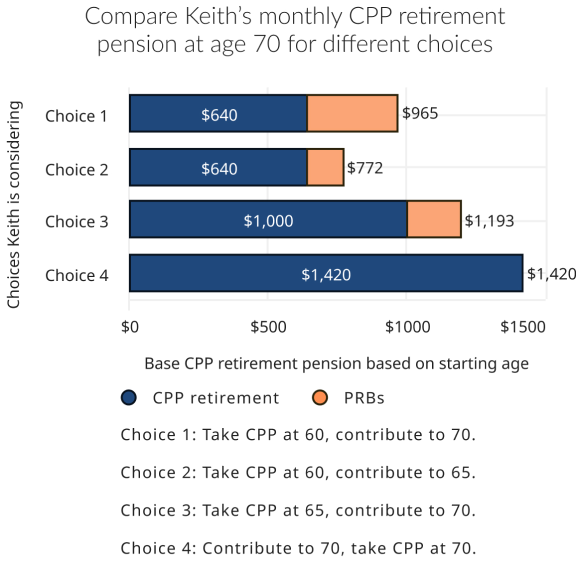 Compare Keith’s monthly CPP retirement
pension at age 70 for different choices
Choices Keith is considering
Choice 1
$640
$965
Choice 2
$640
$772
Choice 3
$1,000
$1,193
Choice 4
$1,420
$1,420
$0
$500
$1000
$1500
Base CPP retirement pension based on starting age
CPP retirement
PRBs
Choice 1: Take CPP at 60, contribute to 70.
Choice 2: Take CPP at 60, contribute to 65.
Choice 3: Take CPP at 65, contribute to 70.
Choice 4: Contribute to 70, take CPP at 70.